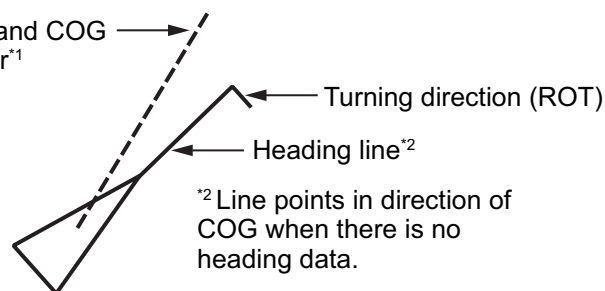 and COG
r*1
Turning direction (ROT)
Heading line*2
*2 Line points in direction of
COG when there is no
heading data.